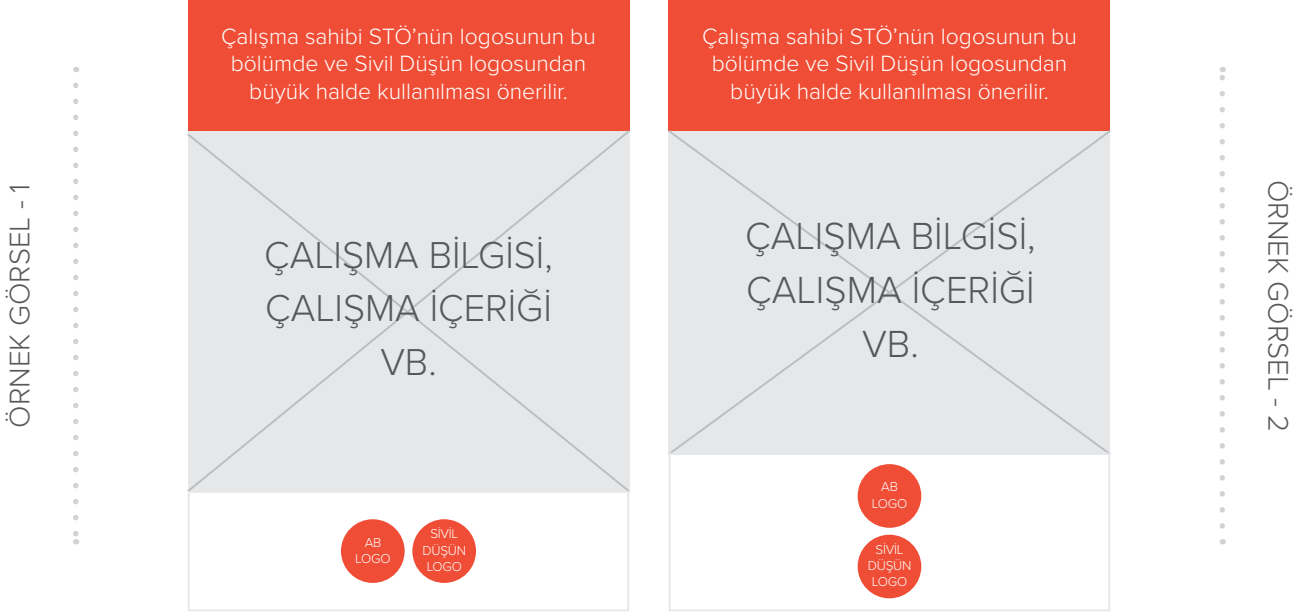 ÖRNEK GÖRSEL - 1
Çalışma sahibi STÖ’nün logosunun bu
bölümde ve Sivil Düşün logosundan
büyük halde kullanılması önerilir.
ÇALIŞMA BİLGİSİ,
ÇALIŞMA İÇERİĞİ
VB.
AB
LOGO
SİVİL
DÜŞÜN
LOGO
Çalışma sahibi STÖ’nün logosunun bu
bölümde ve Sivil Düşün logosundan
büyük halde kullanılması önerilir.
ÇALIŞMA BİLGİSİ,
ÇALIŞMA İÇERİĞİ
VB.
AB
LOGO
SİVİL
DÜŞÜN
LOGO
ÖRNEK GÖRSEL - 2